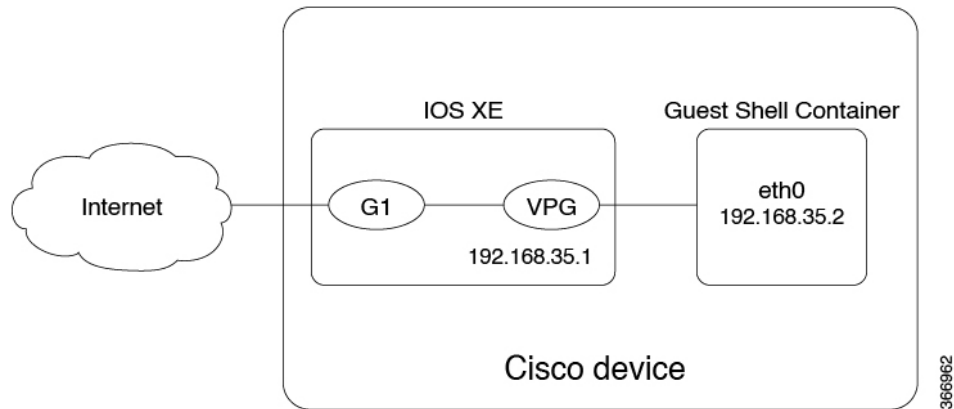 IOS XE
Guest Shell Container
Internet
G1
VPG
eth0
192.168.35.2
192.168.35.1
Cisco device
366962